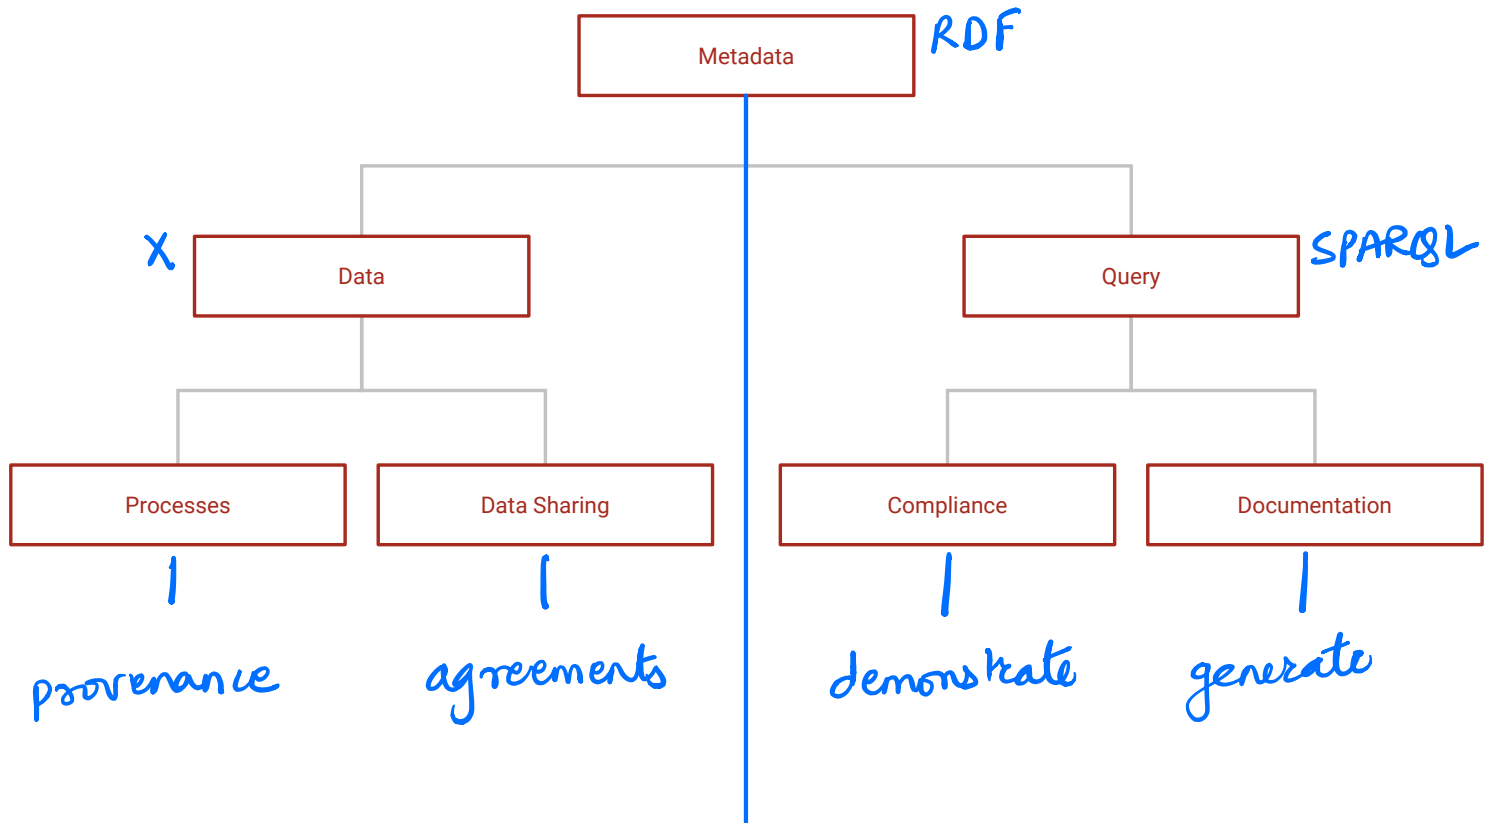 Metadata
RDF
X
Data
Query
SPARQL
Processes
Data Sharing
Compliance
Documentation
provenance
agreements
demonstrate
generate